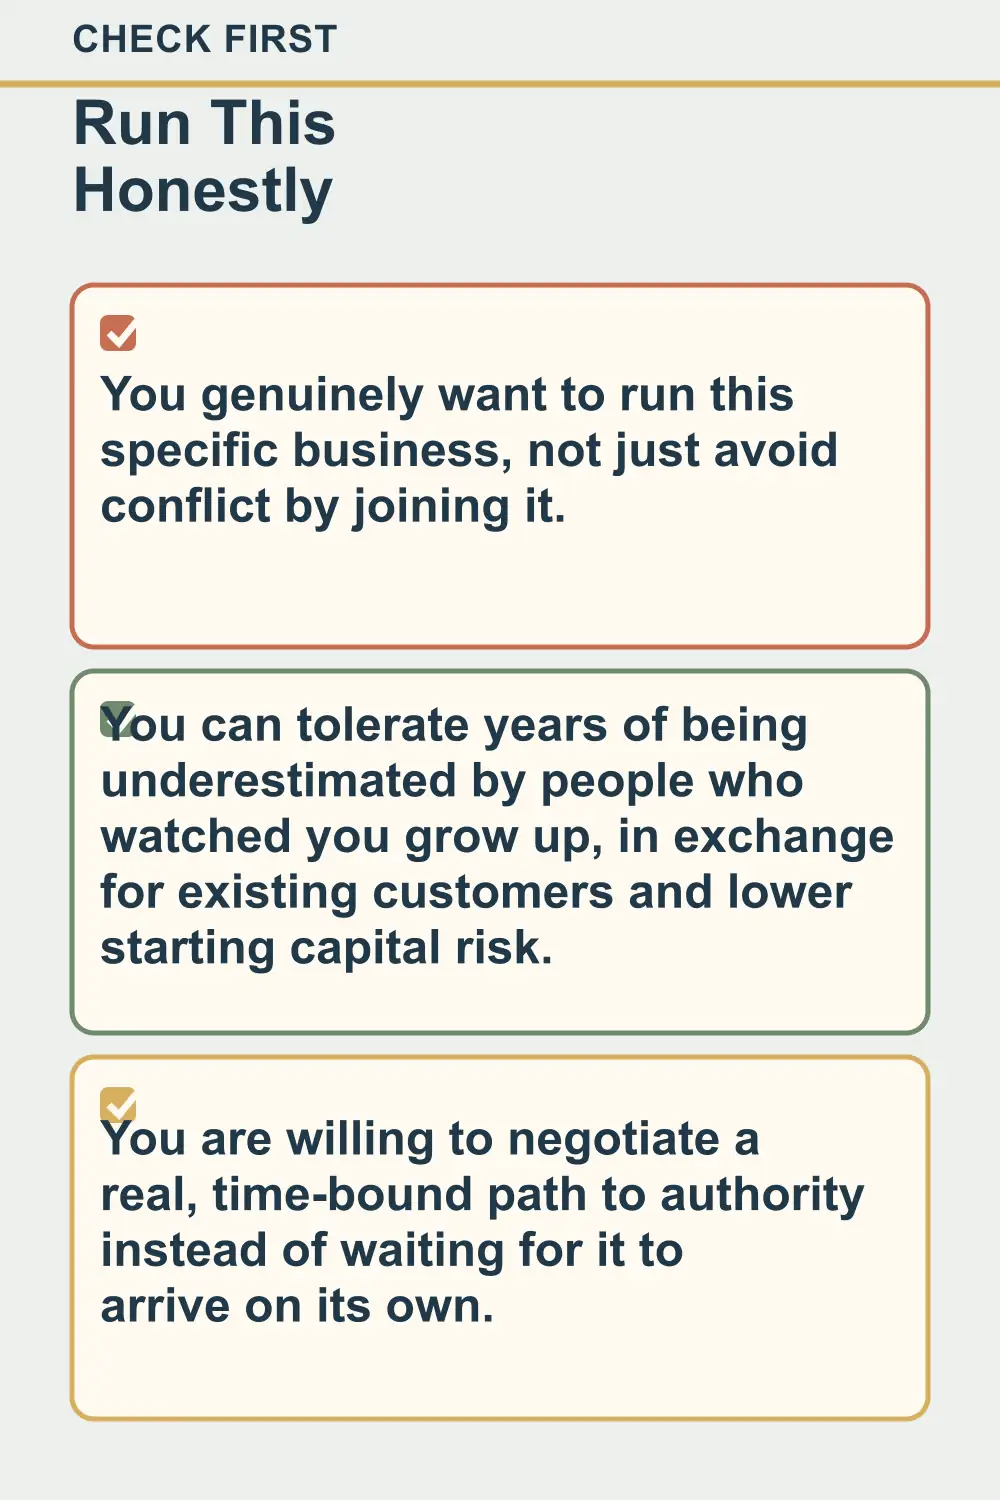 CHECK FIRST
Run This
Honestly
You genuinely want to run this
specific business, not just avoid
conflict by joining it.
You can tolerate years of being
underestimated by people who
watched you grow up, in exchange
for existing customers and lower
starting capital risk.
You are willing to negotiate a
real, time-bound path to authority
instead of waiting for it to
arrive on its own.